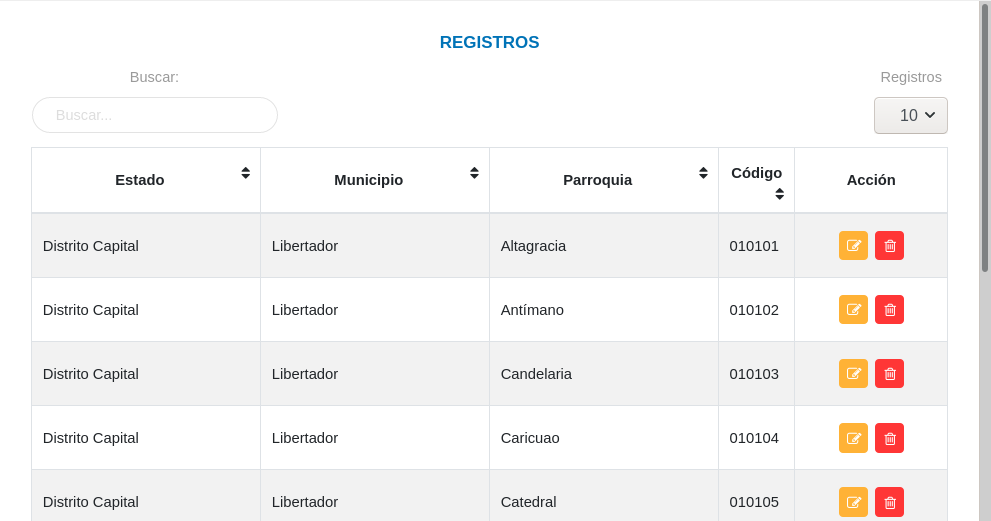 REGISTROS
Buscar: Registros
Buscar... 10
Estado Municipio Parroquia Código Acción
Distrito Capital Libertador Altagracia 010101
Distrito Capital Libertador Antímano 010102
Distrito Capital Libertador Candelaria 010103
Distrito Capital Libertador Caricuao 010104
Distrito Capital Libertador Catedral 010105